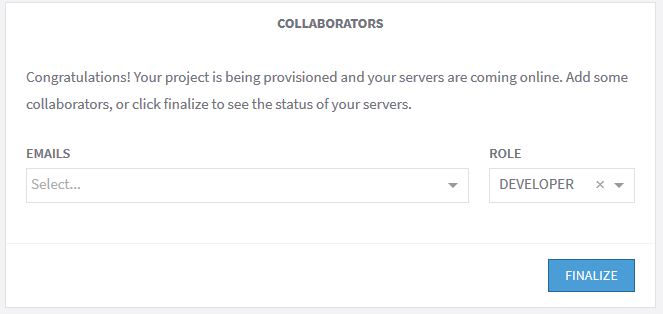 COLLABORATORS
Congratulations! Your project is being provisioned and your servers are coming online. Add some
collaborators, or click finalize to see the status of your servers.
EMAILS
ROLE
Select...
DEVELOPER ×
FINALIZE